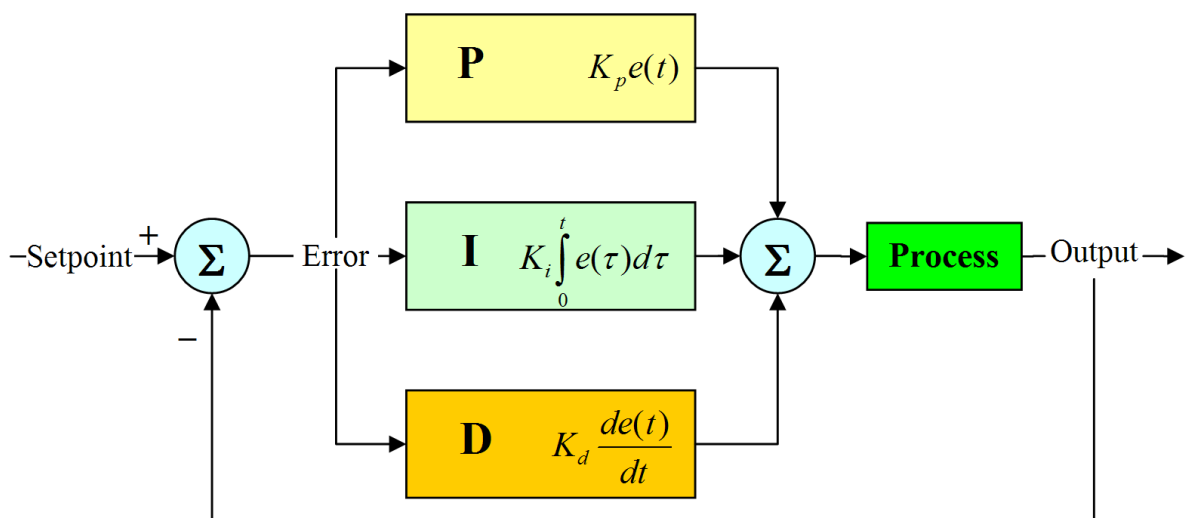 P K_p e(t)
–Setpoint + Σ – Error I K_i ∫_0^t e(τ)dτ Σ Process Output
D K_d de(t)/dt